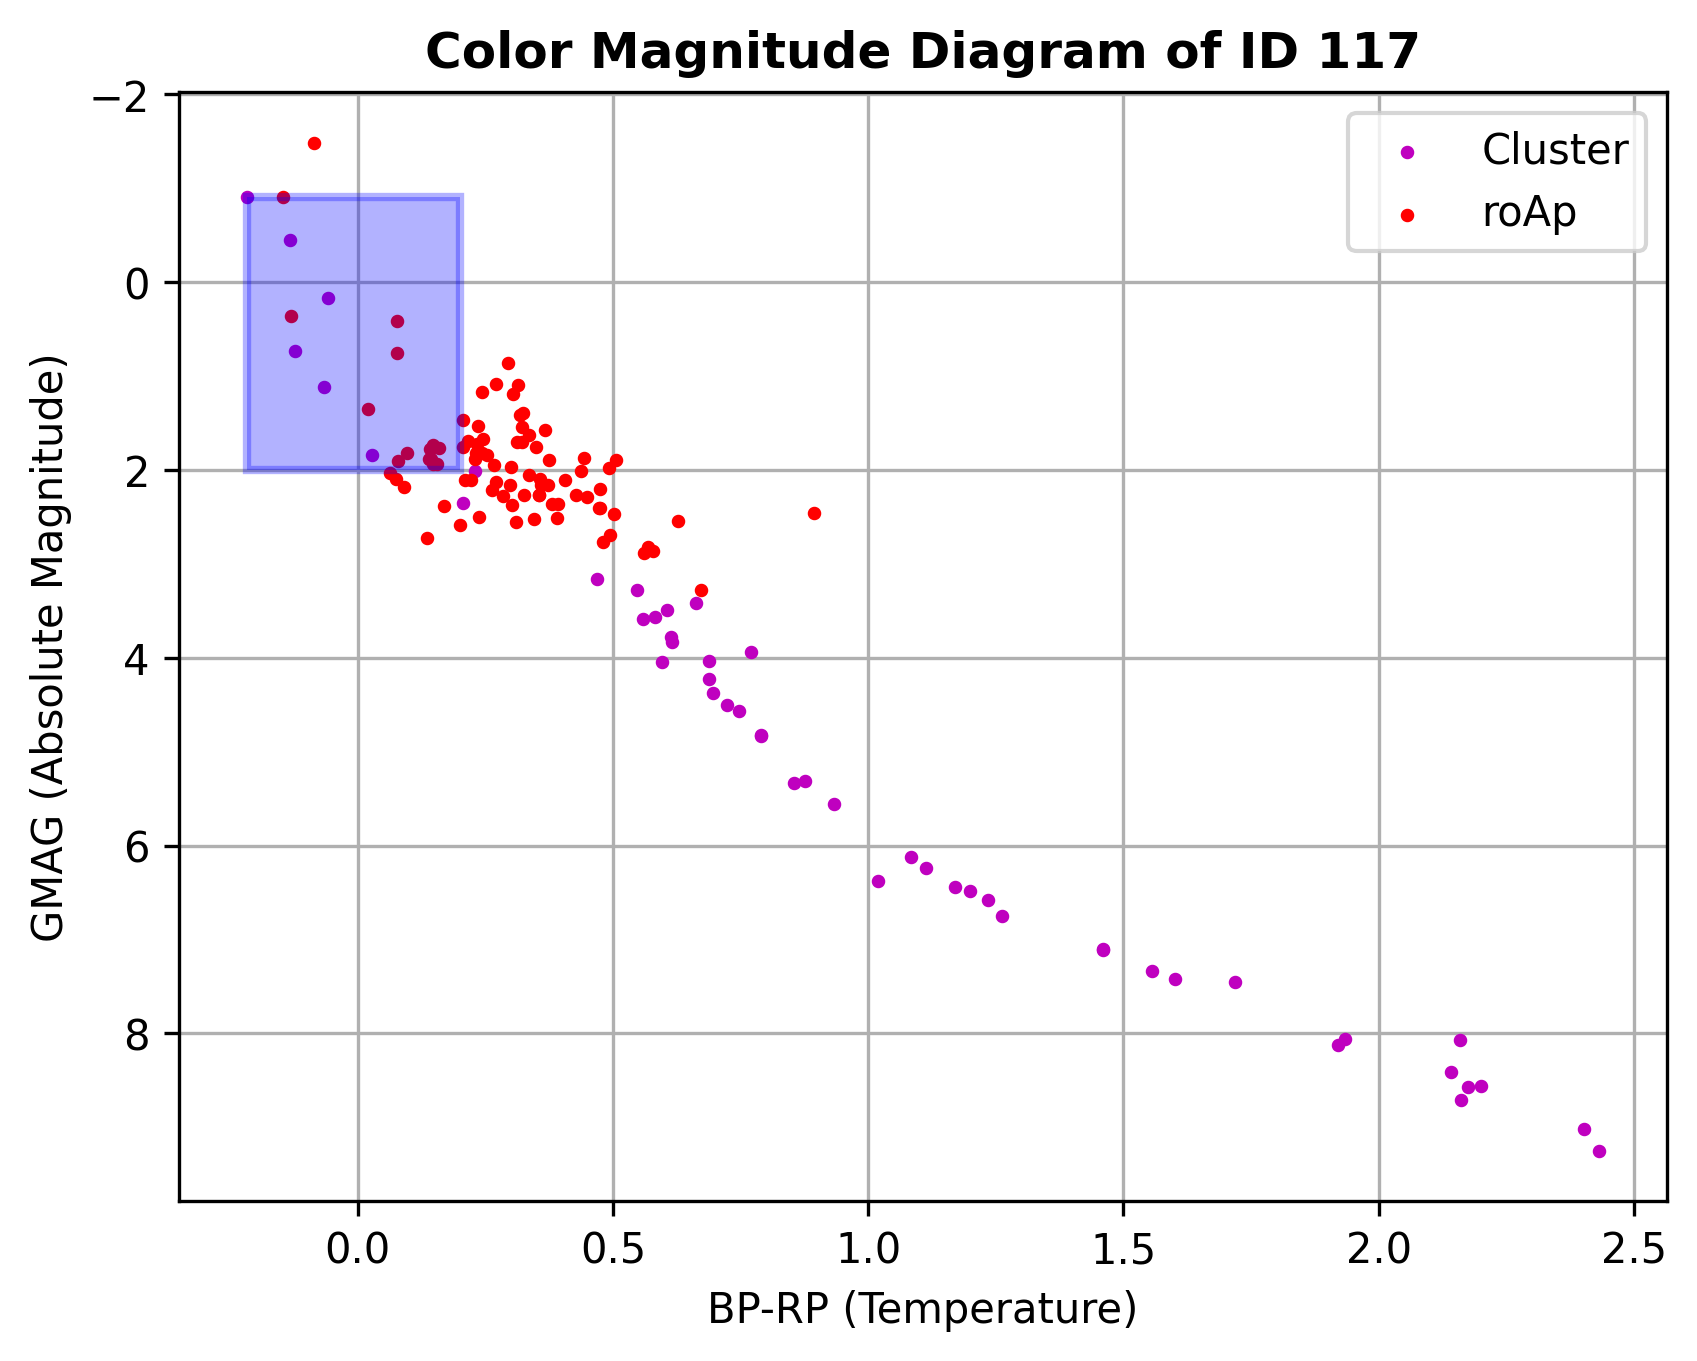 Color Magnitude Diagram of ID 117
Cluster
roAp
GMAG (Absolute Magnitude)
−2
0
2
4
6
8
0.0 0.5 1.0 1.5 2.0 2.5
BP-RP (Temperature)